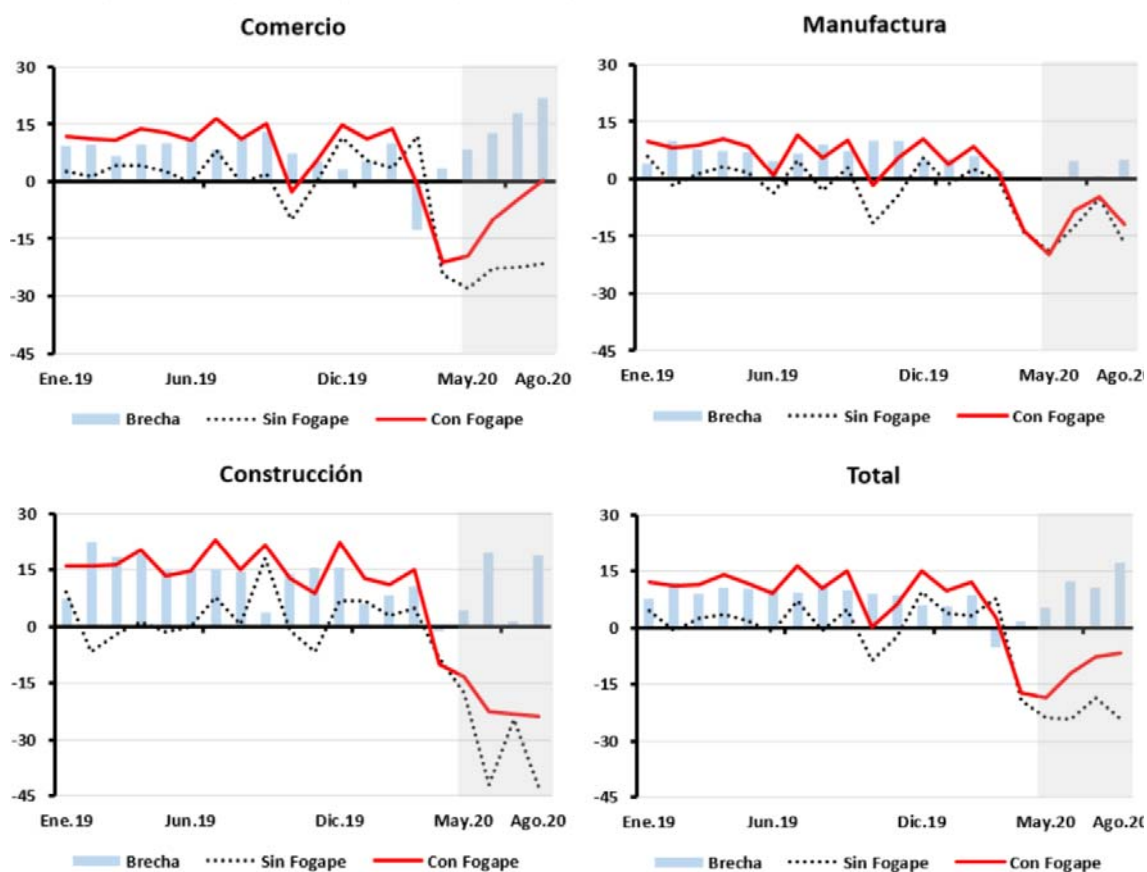 Comercio
30
15
0
-15
-30
-45
Ene.19 Jun.19 Dic.19 May.20 Ago.20
Brecha Sin Fogape Con Fogape
Manufactura
30
15
0
-15
-30
-45
Ene.19 Jun.19 Dic.19 May.20 Ago.20
Brecha Sin Fogape Con Fogape
Construcción
30
15
0
-15
-30
-45
Ene.19 Jun.19 Dic.19 May.20 Ago.20
Brecha Sin Fogape Con Fogape
Total
30
15
0
-15
-30
-45
Ene.19 Jun.19 Dic.19 May.20 Ago.20
Brecha Sin Fogape Con Fogape